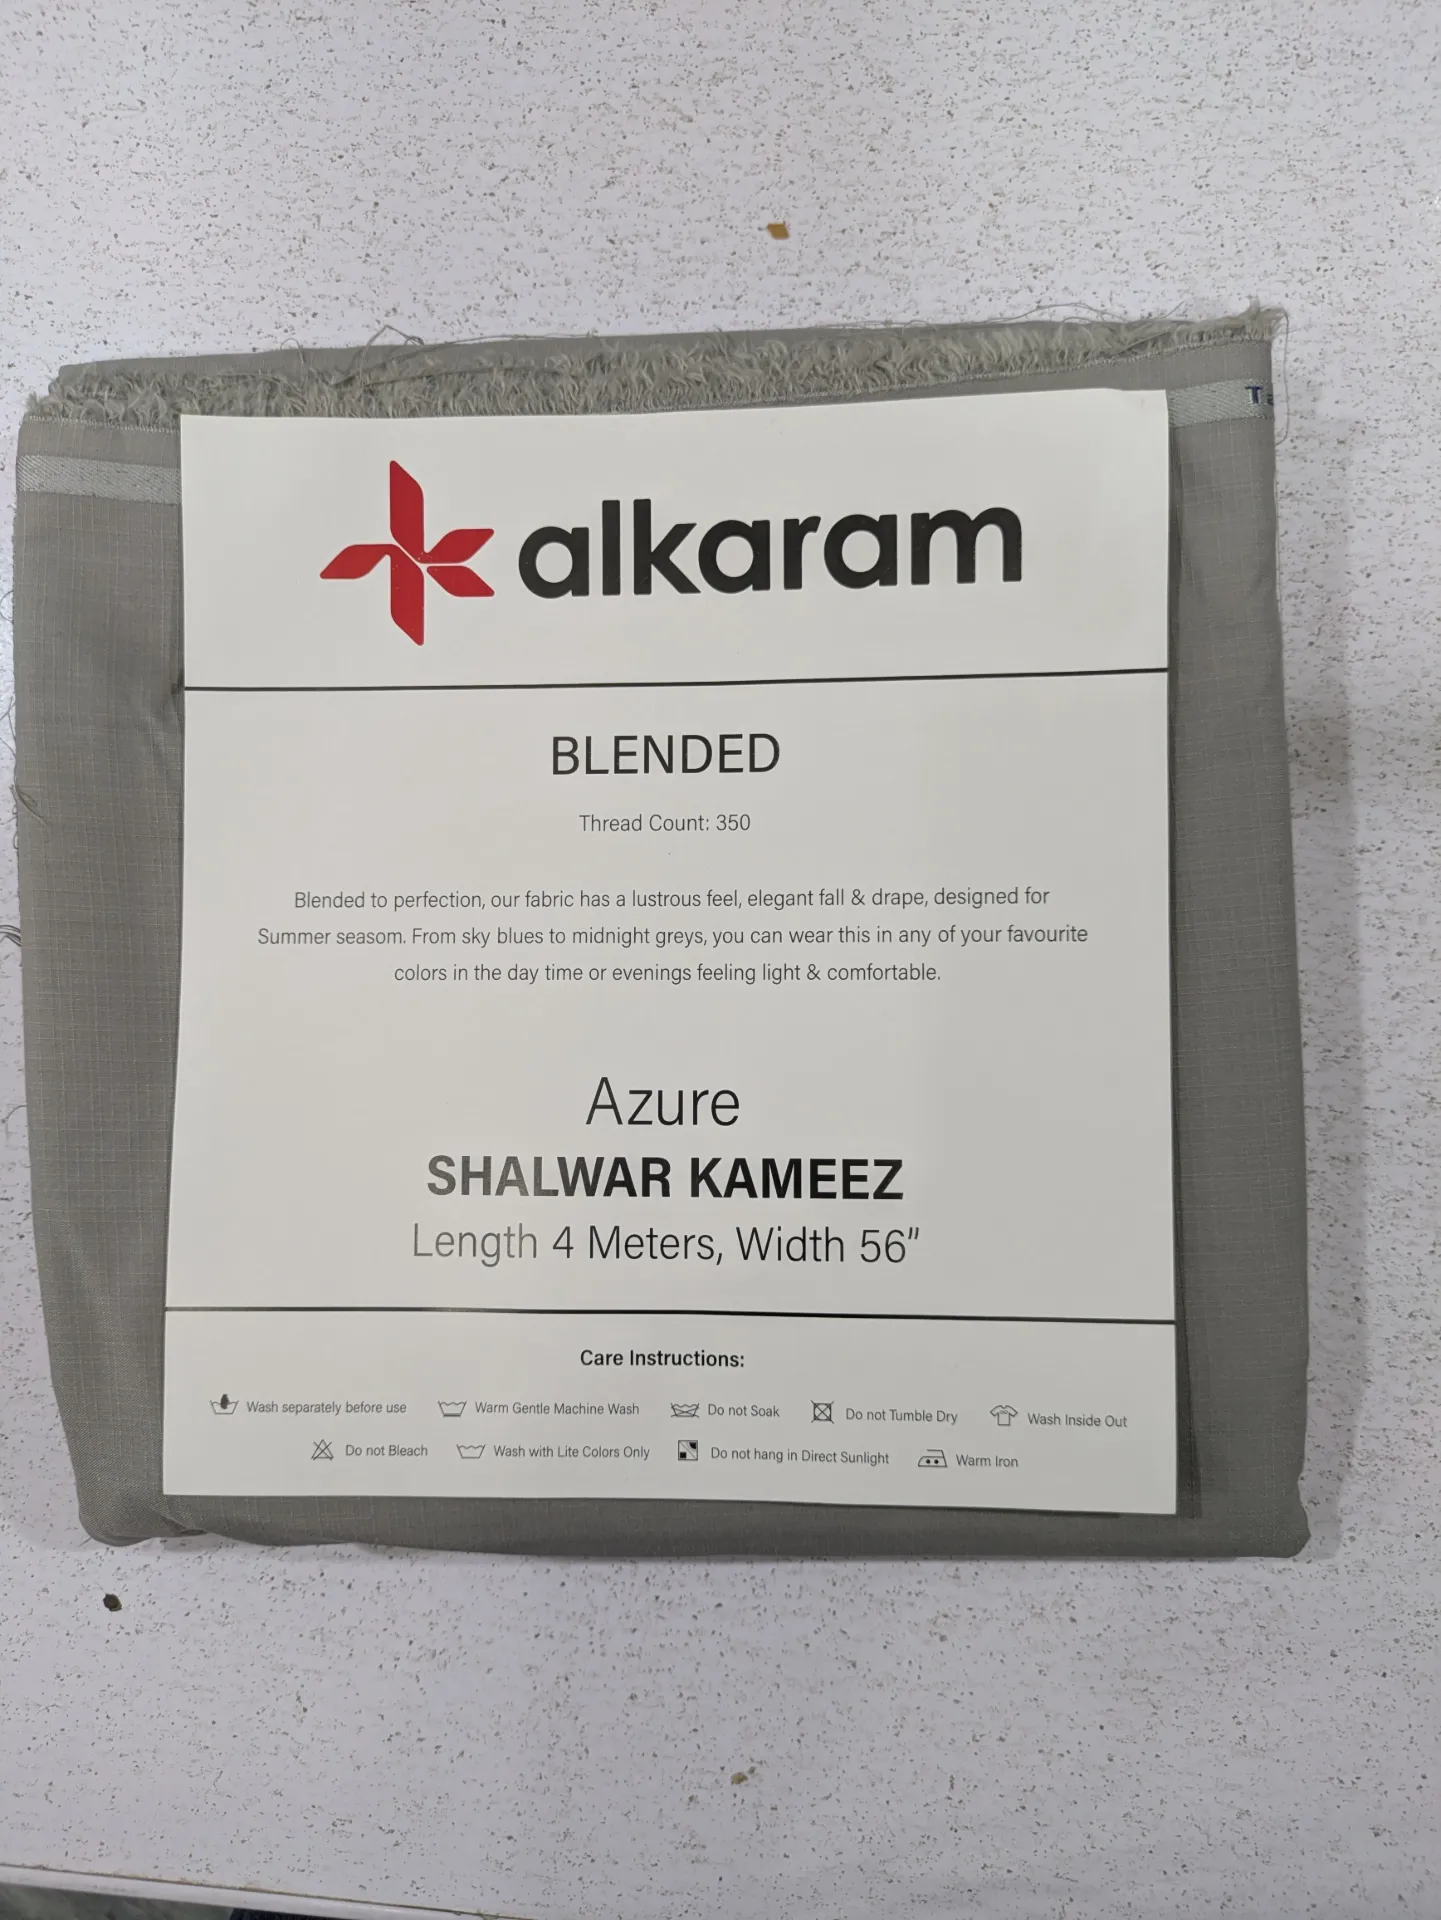 alkaram
BLENDED
Thread Count: 350
Blended to perfection, our fabric has a lustrous feel, elegant fall & drape, designed for
Summer seasom. From sky blues to midnight greys, you can wear this in any of your favourite
colors in the day time or evenings feeling light & comfortable.
Azure
SHALWAR KAMEEZ
Length 4 Meters, Width 56"
Care Instructions:
Wash separately before use Warm Gentle Machine Wash Do not Soak Do not Tumble Dry Wash Inside Out
Do not Bleach Wash with Lite Colors Only Do not hang in Direct Sunlight Warm Iron